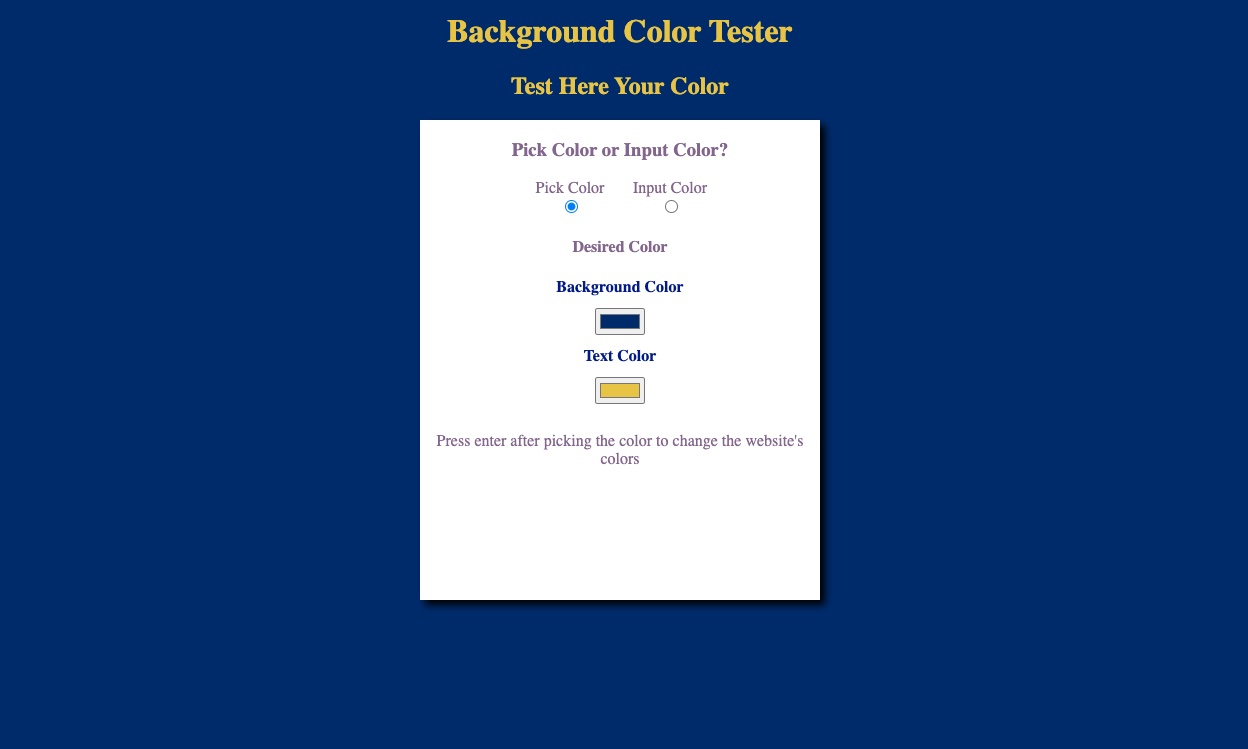 Background Color Tester
Test Here Your Color
Pick Color or Input Color?
Pick Color Input Color
Desired Color
Background Color
Text Color
Press enter after picking the color to change the website's
colors